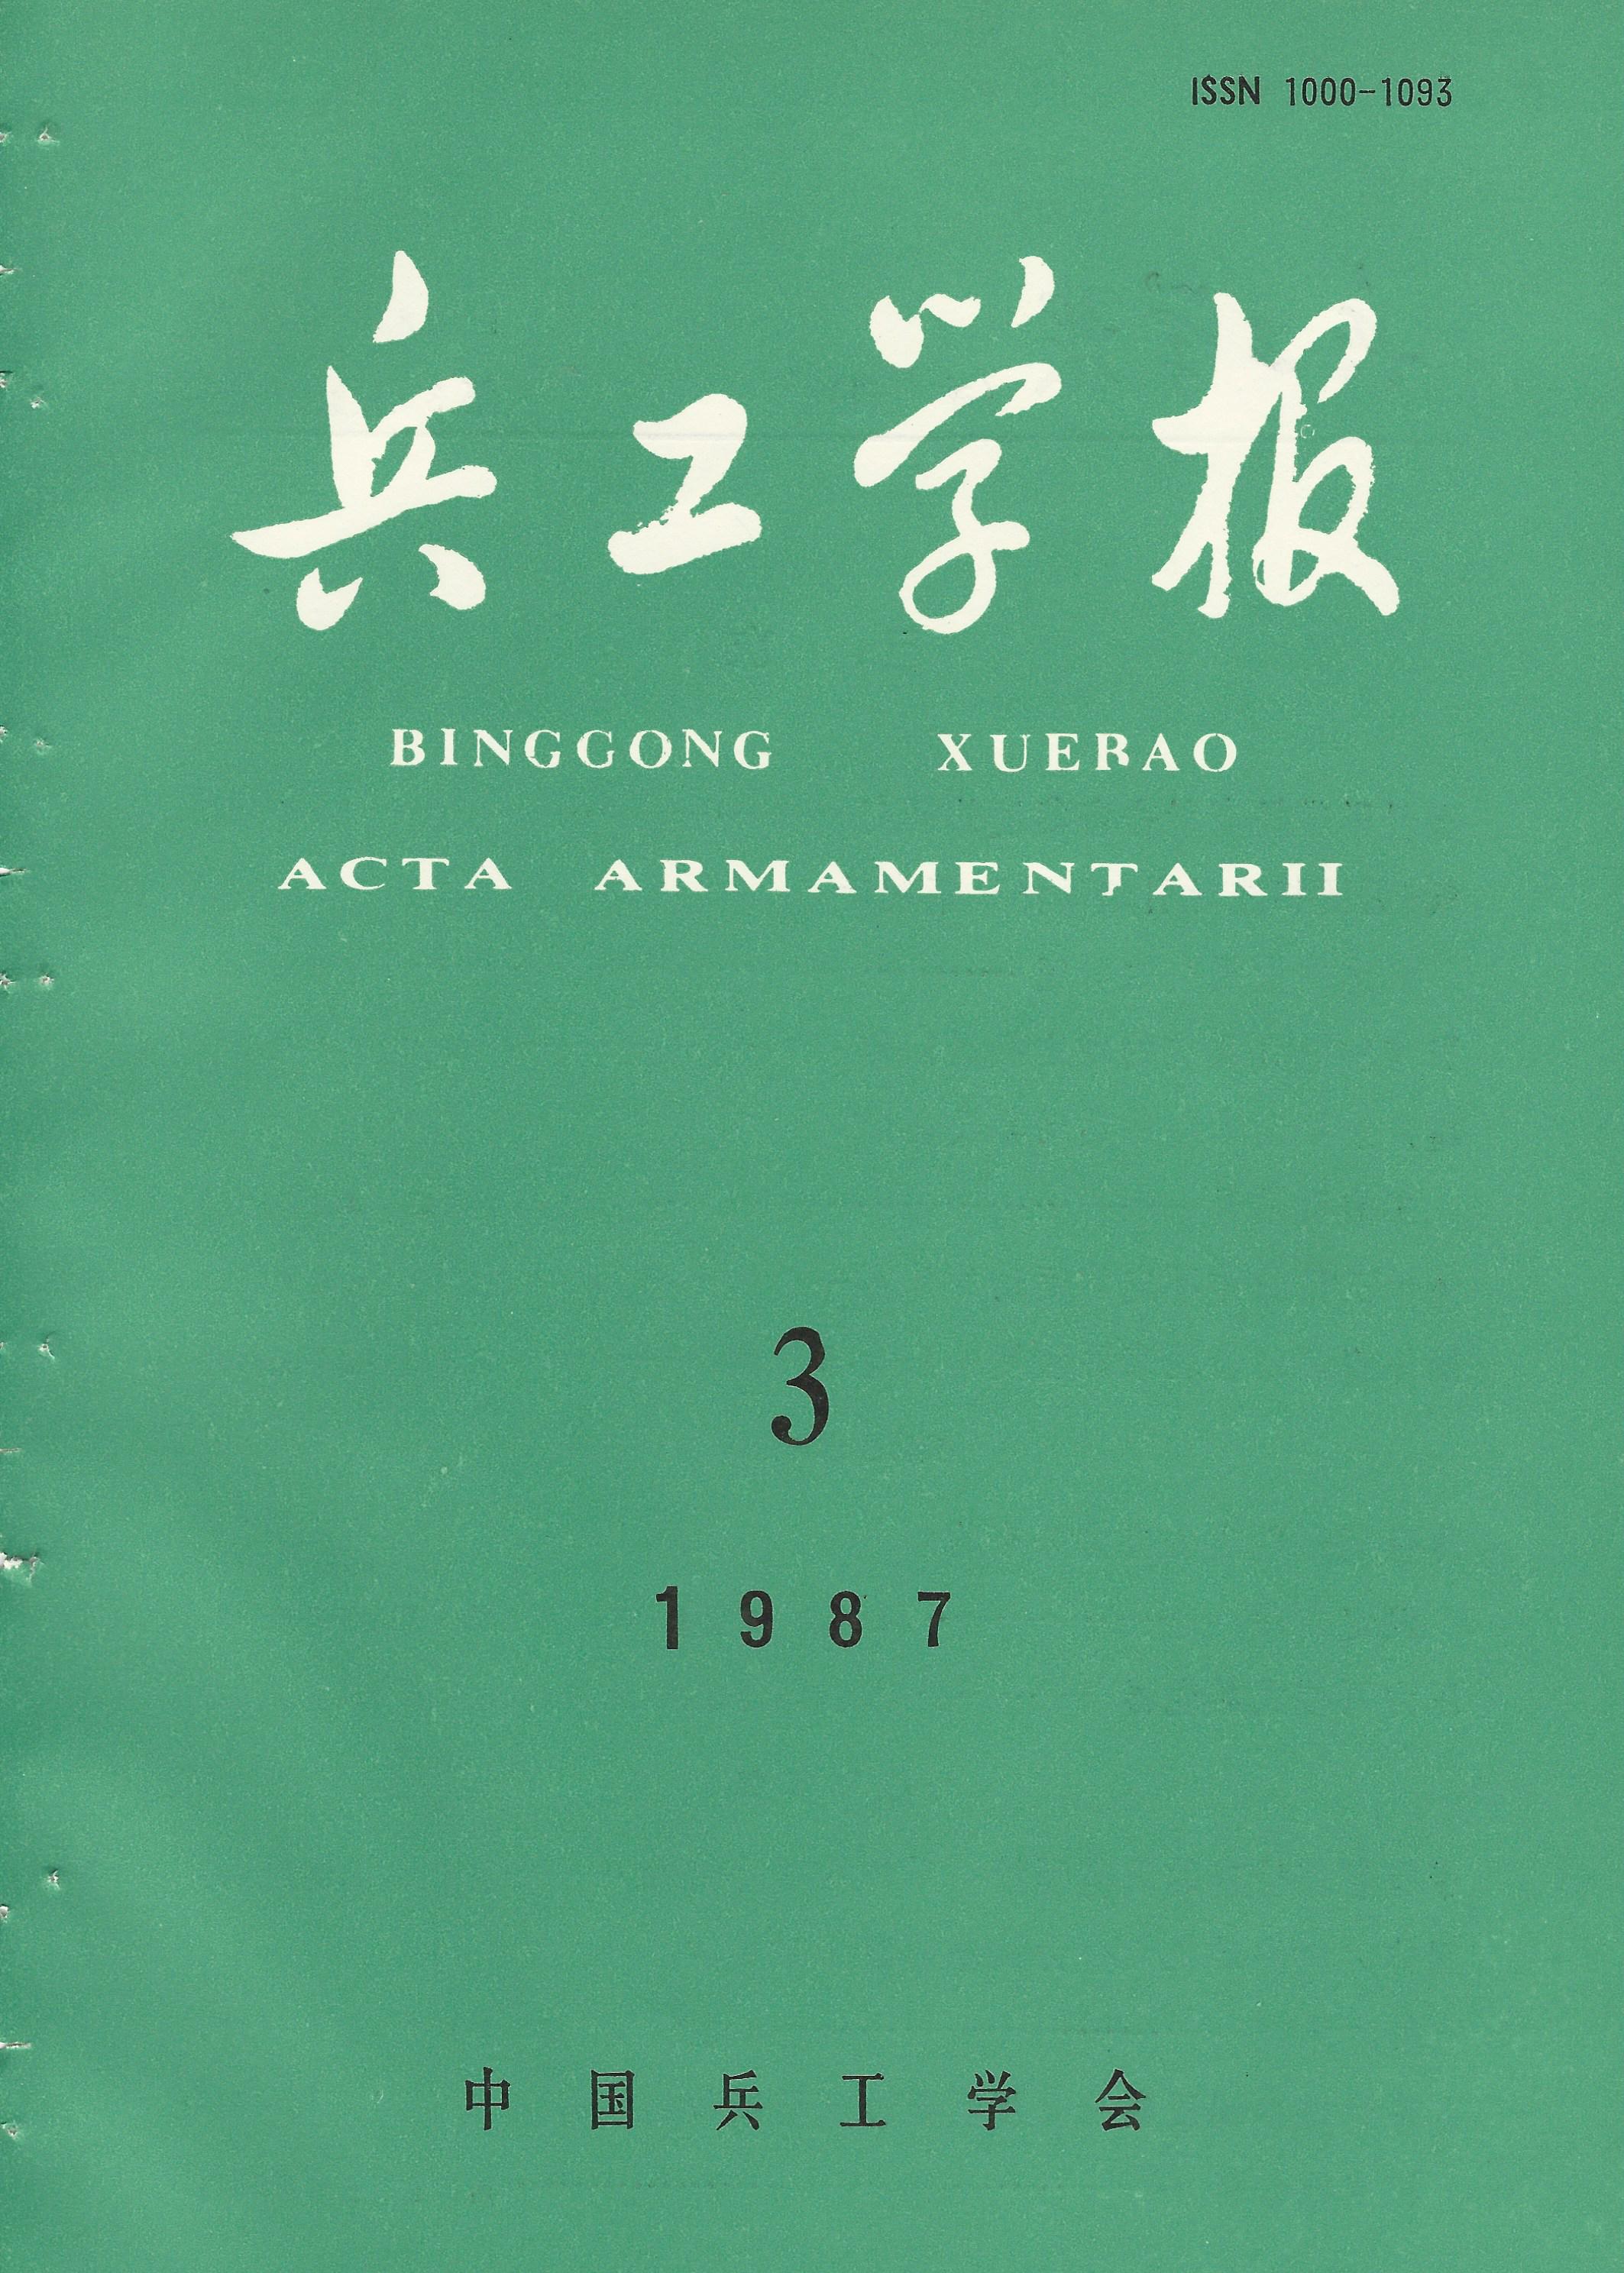 ISSN 1000-1093
兵工学报
BINGGONG XUEBAO
ACTA ARMAMENTARII
3
1987
中国兵工学会